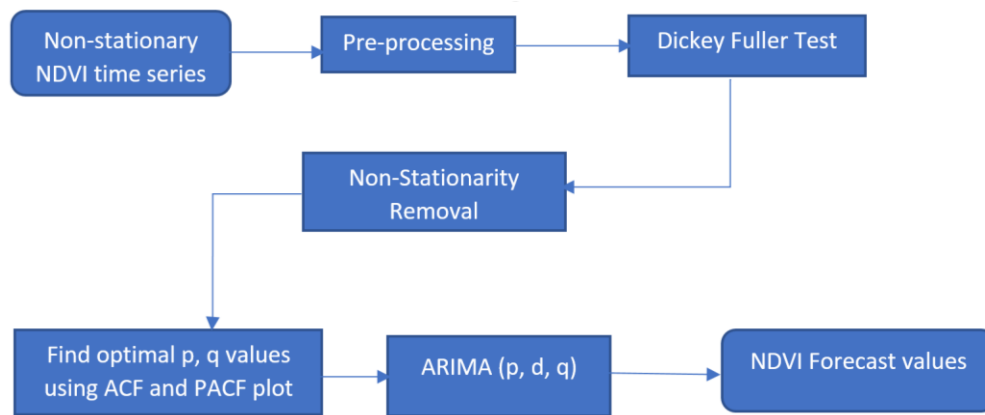 Non-stationary
NDVI time series
Pre-processing
Dickey Fuller Test
Non-Stationarity
Removal
Find optimal p, q values
using ACF and PACF plot
ARIMA (p, d, q)
NDVI Forecast values